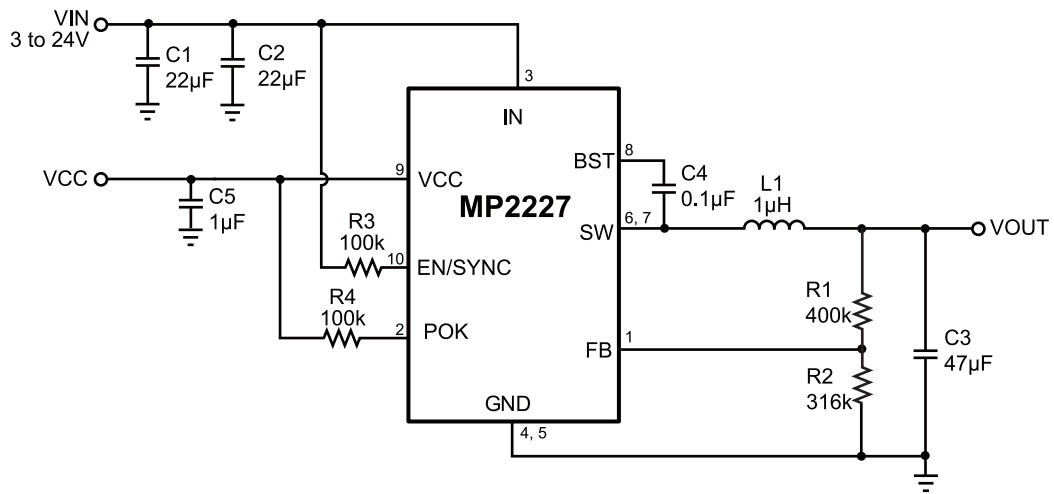 VIN
3 to 24V
C1
22µF
C2
22µF
3
IN
VCC
C5
1µF
9
VCC
BST
8
C4
0.1µF
MP2227
L1
1µH
6, 7
SW
VOUT
R3
100k
10
EN/SYNC
R4
100k
2
POK
R1
400k
FB
1
C3
47µF
R2
316k
GND
4, 5